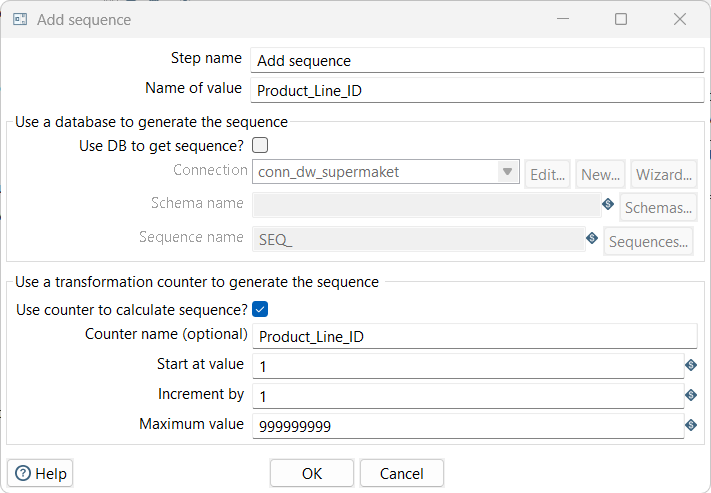 Add sequence
Step name Add sequence
Name of value Product_Line_ID
Use a database to generate the sequence
Use DB to get sequence?
Connection conn_dw_supermaket Edit... New... Wizard...
Schema name Schemas...
Sequence name SEQ_ Sequences...
Use a transformation counter to generate the sequence
Use counter to calculate sequence?
Counter name (optional) Product_Line_ID
Start at value 1
Increment by 1
Maximum value 999999999
Help OK Cancel